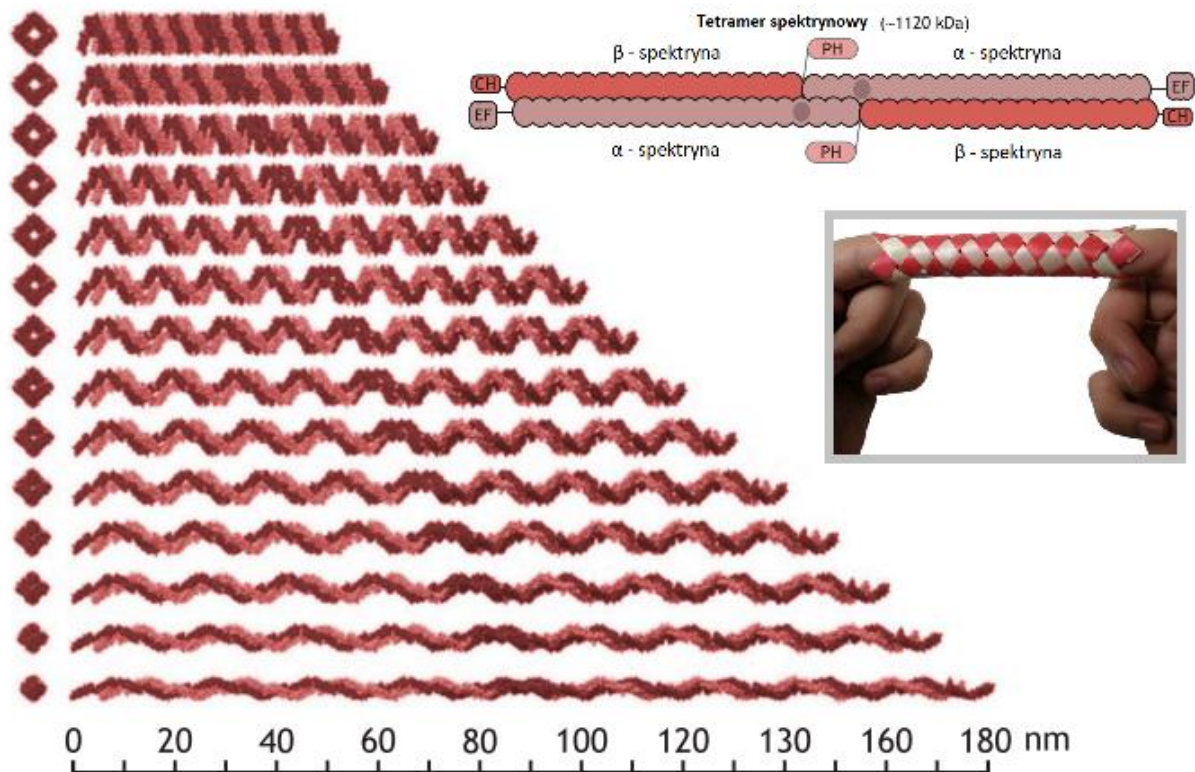 Tetramer spektrynowy (~1120 kDa)
β - spektryna PH α - spektryna
CH EF
EF CH
α - spektryna PH β - spektryna
0 20 40 60 80 100 120 130 140 160 180 nm